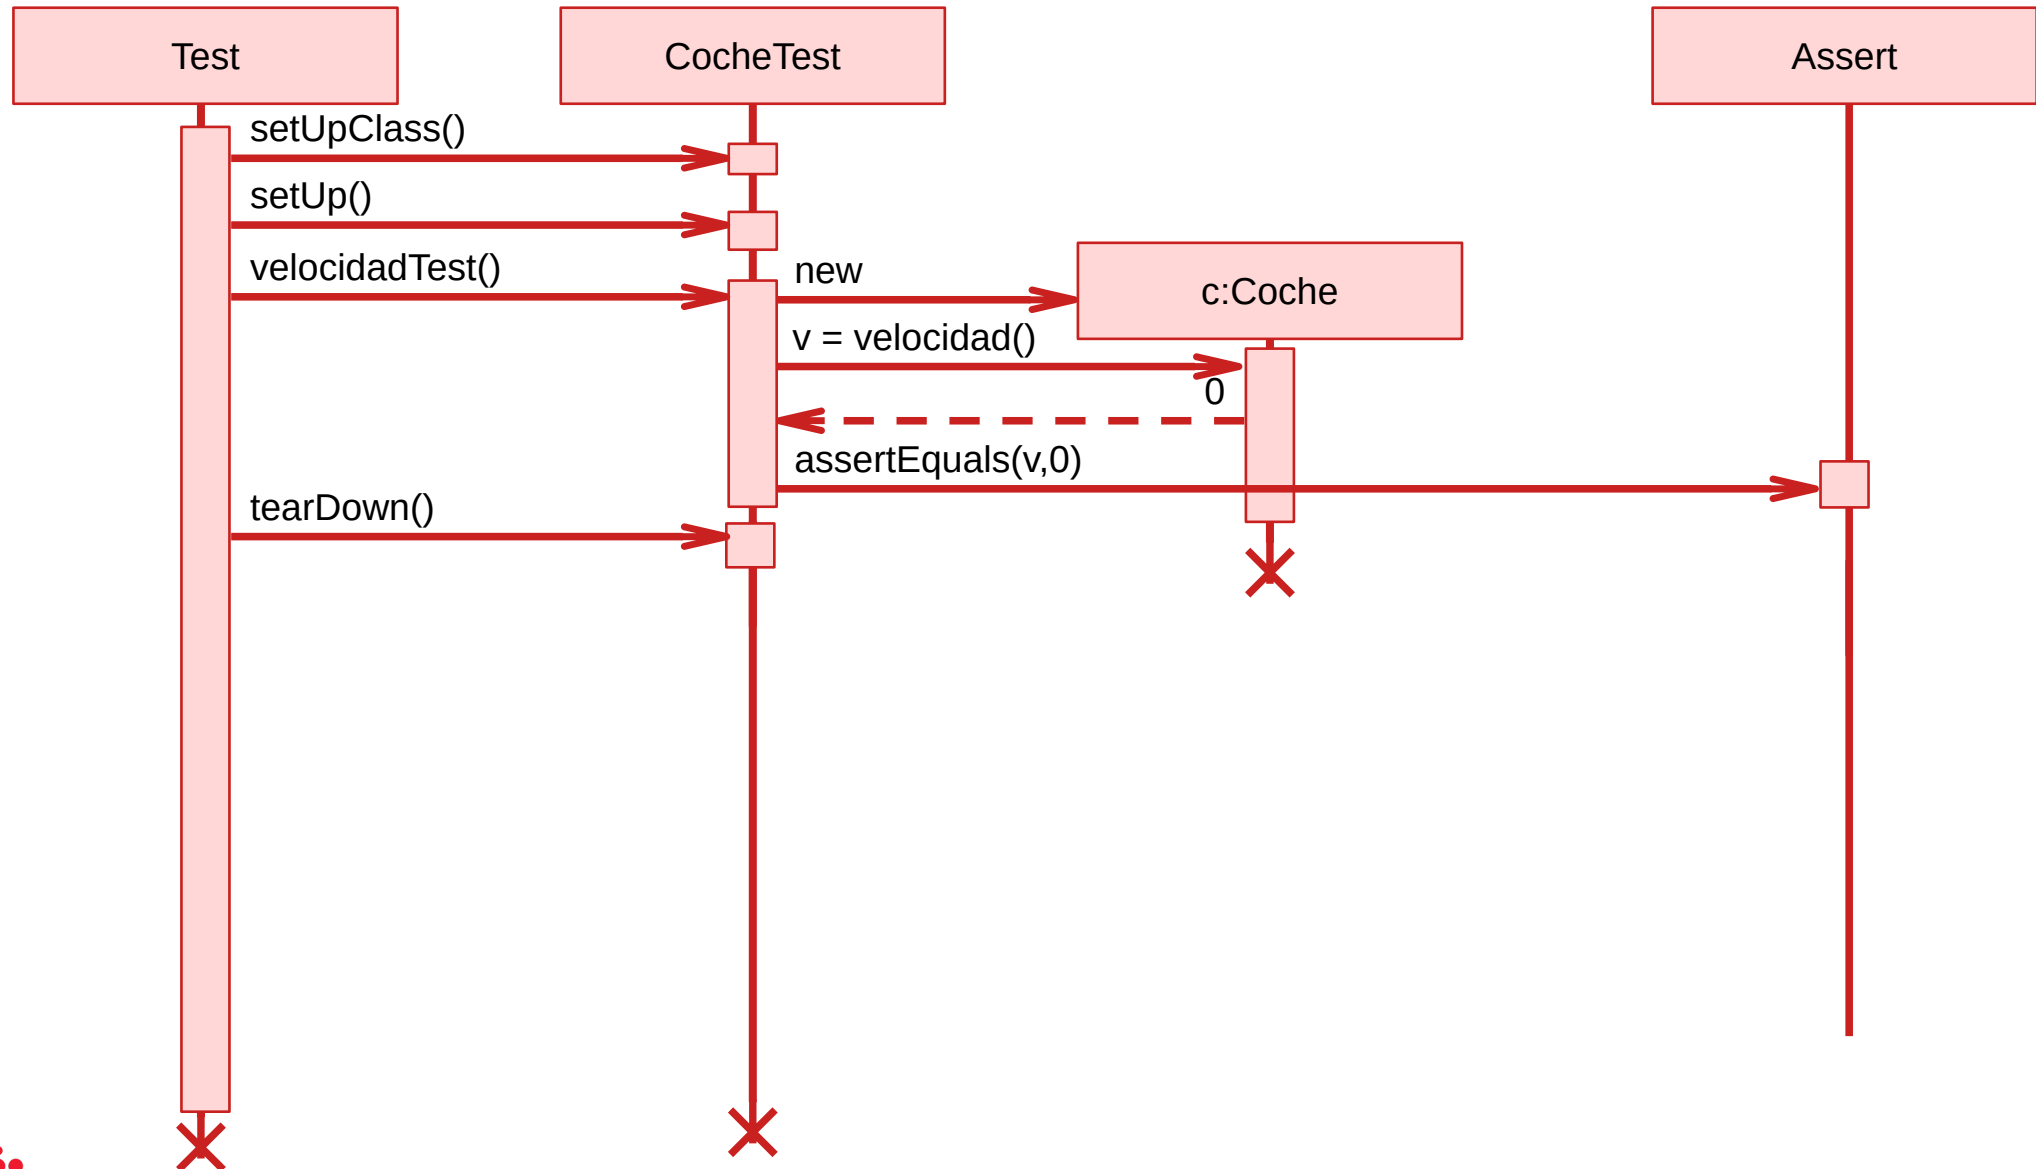 Test
CocheTest
Assert
setUpClass()
setUp()
velocidadTest()
new
c:Coche
v = velocidad()
0
assertEquals(v,0)
tearDown()